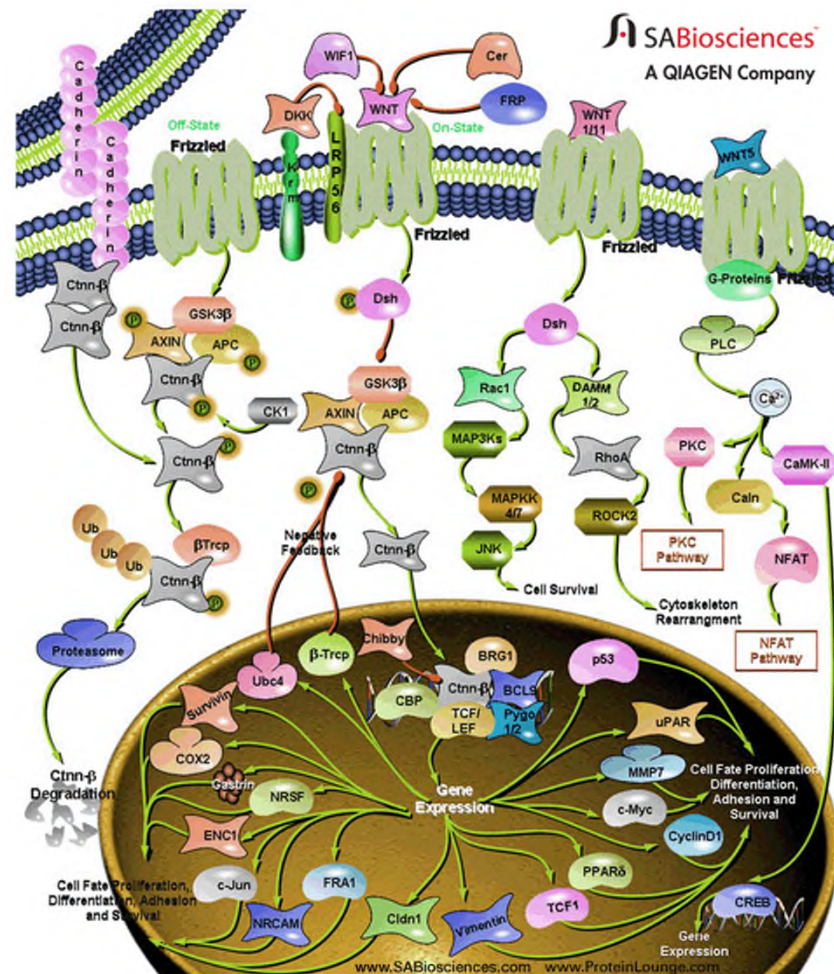 SABiosciences™
A QIAGEN Company
Cadherin
Cadherin
WIF1
Cer
DKK
WNT
FRP
WNT
1/11
WNT5
Off-State
Frizzled
On-State
Krm
LRP56
Frizzled
Frizzled
Frizzled
G-Proteins
Ctnn-β
Ctnn-β
GSK3β
P
AXIN
APC
P
Ctnn-β
P
CK1
P
Dsh
GSK3β
AXIN
APC
Ctnn-β
P
Dsh
Rac1
DAMM
1/2
MAP3Ks
RhoA
MAPKK
4/7
ROCK2
JNK
Cell Survival
Cytoskeleton
Rearrangment
PLC
Ca²⁺
PKC
CaMK-II
Caln
PKC
Pathway
NFAT
NFAT
Pathway
Ctnn-β
P
Ub
Ub
Ub
βTrcp
Ctnn-β
P
Proteasome
Ctnn-β
Degradation
Negative
Feedback
Ctnn-β
Ubc4
β-Trcp
Chibby
BRG1
CBP
Ctnn-β
BCL9
TCF/
LEF
Pygo
1/2
p53
Survivin
COX2
Gastrin
NRSF
ENC1
Gene
Expression
uPAR
MMP7
c-Myc
CyclinD1
Cell Fate Proliferation,
Differentiation,
Adhesion and
Survival
Cell Fate Proliferation,
Differentiation, Adhesion
and Survival
c-Jun
NRCAM
FRA1
Cldn1
Vimentin
TCF1
PPARδ
CREB
Gene
Expression
www.SABiosciences.com www.ProteinLounge.com